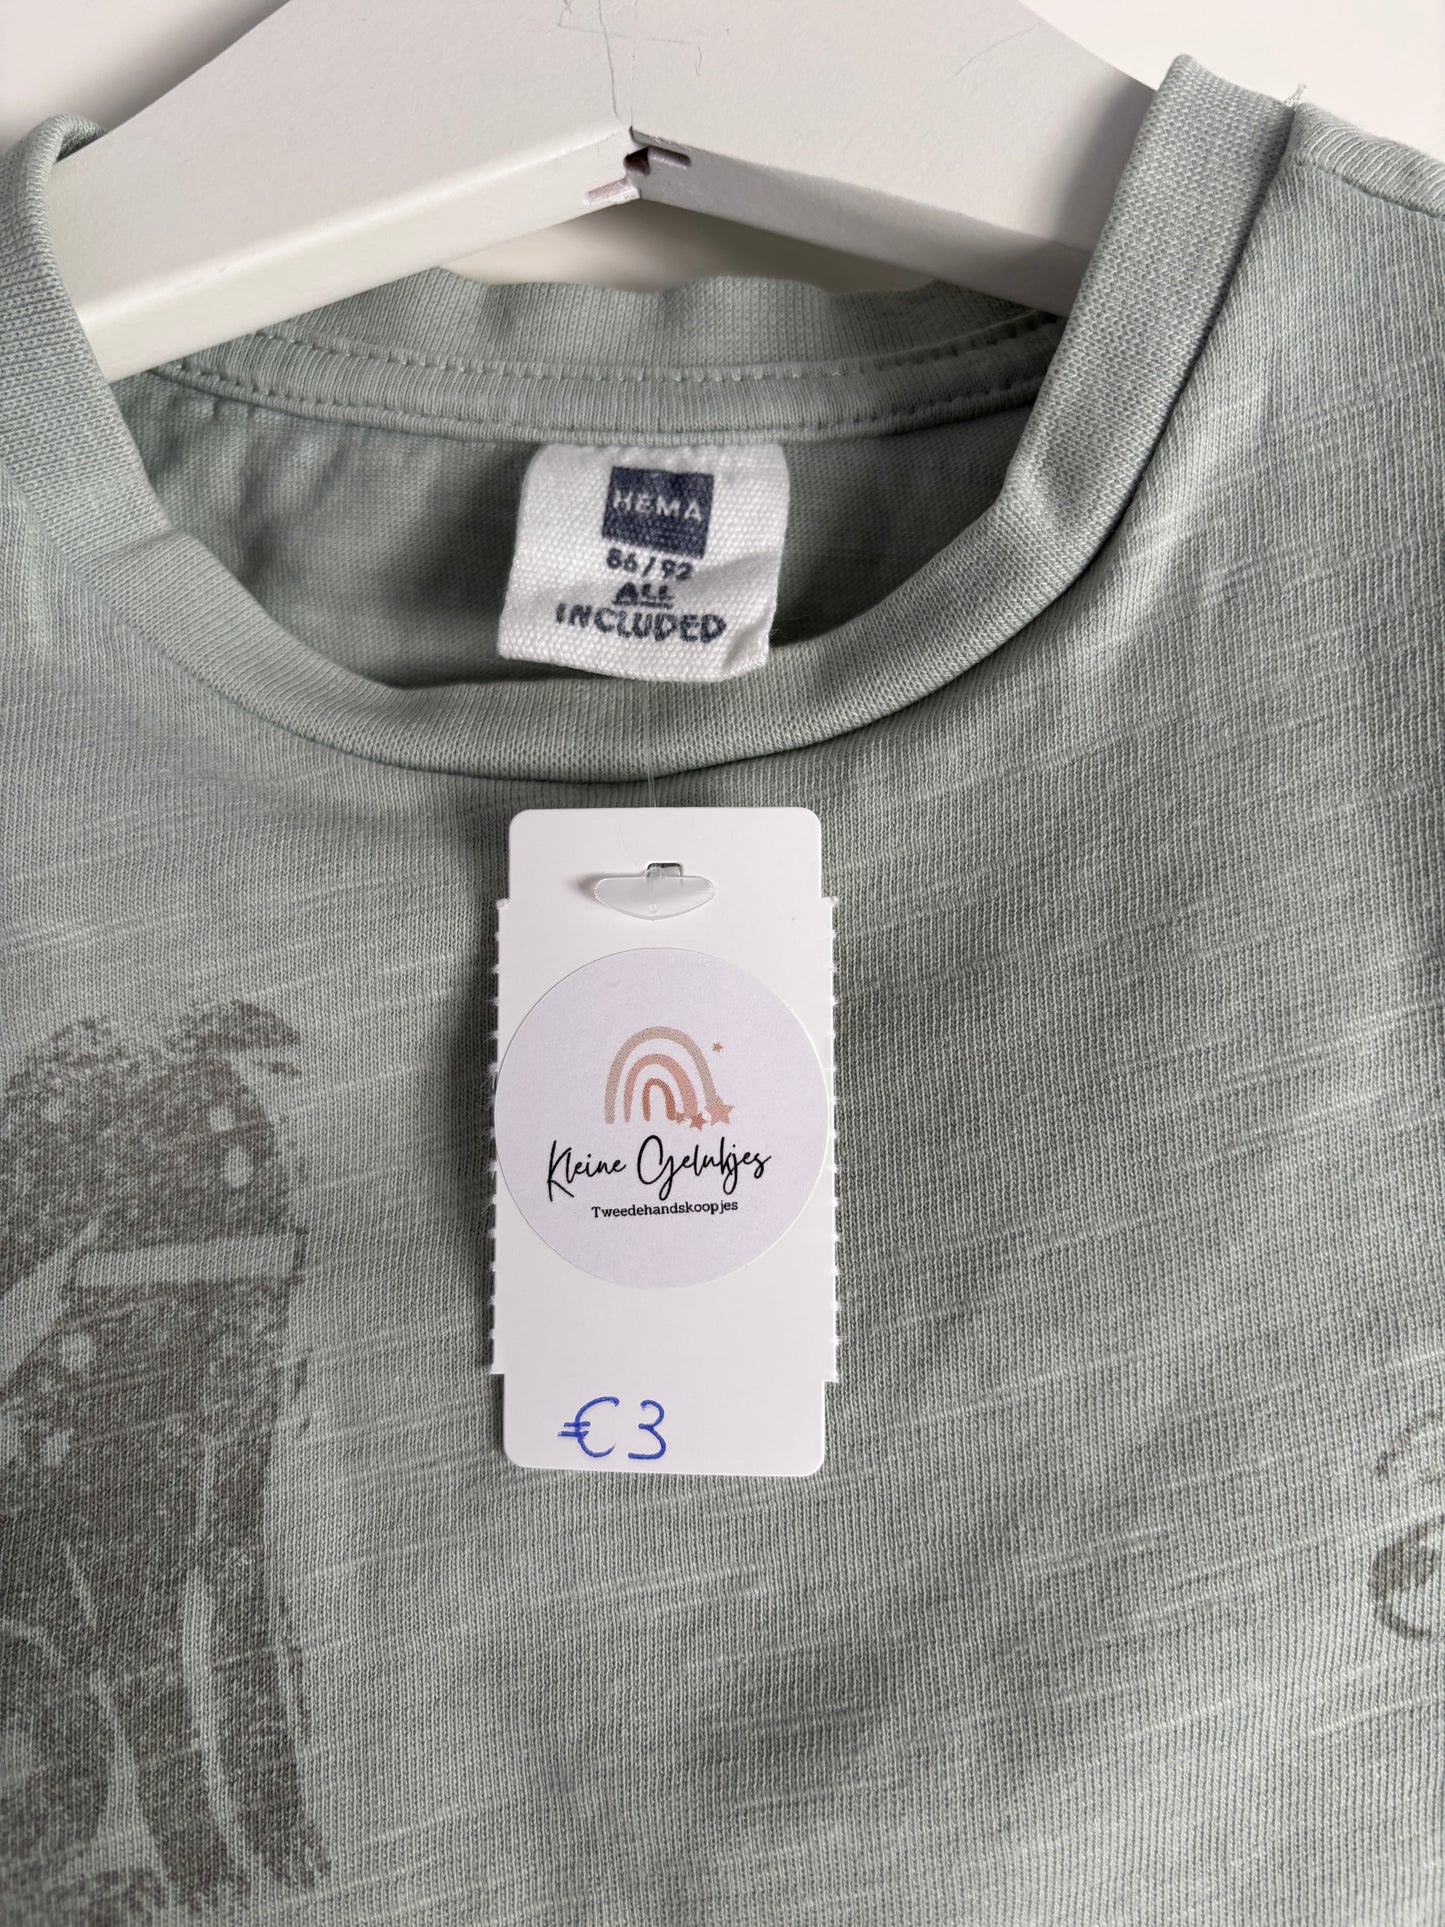 HEMA
86/92
ALL
INCLUDED
Kleine Gelukjes
Tweedehandskoopjes
€3